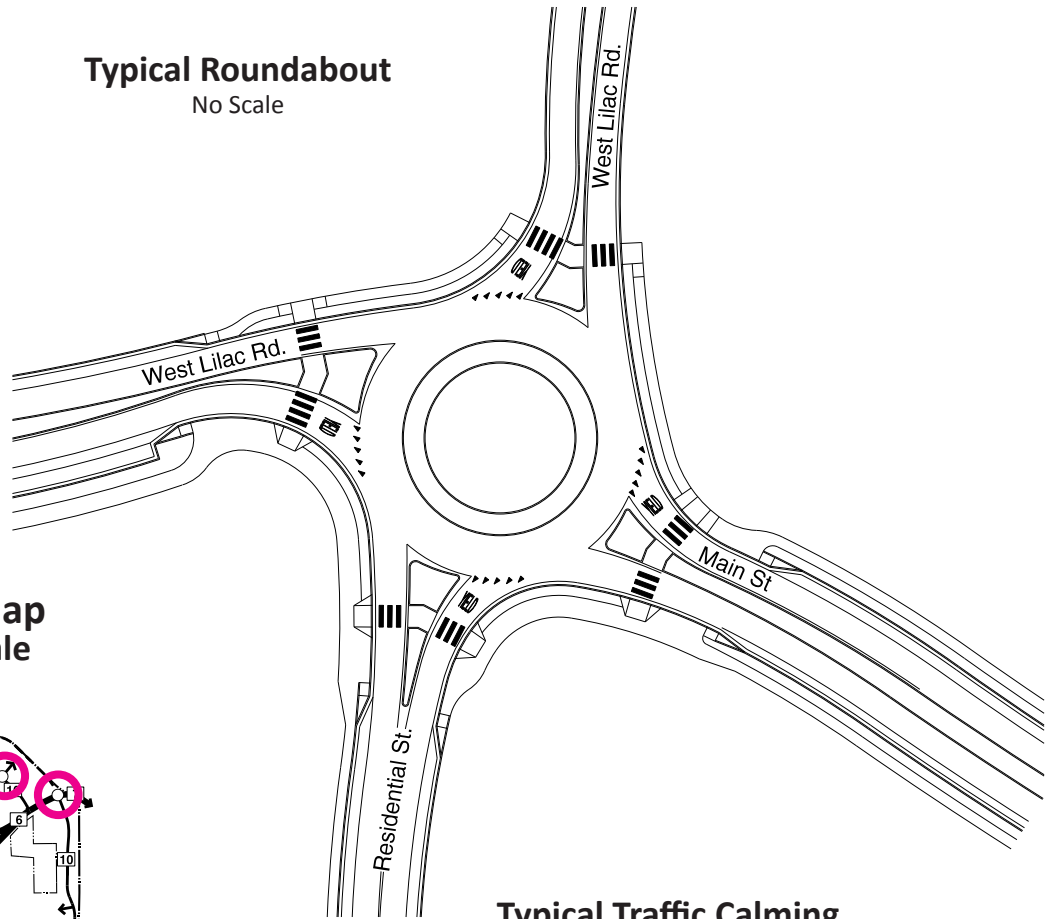 Typical Roundabout
No Scale
West Lilac Rd.
West Lilac Rd.
Main St
ap
le
Residential St.
6
10
Typical Traffic Calming